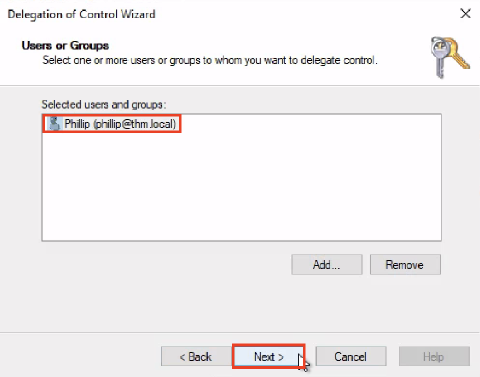 Delegation of Control Wizard
Users or Groups
Select one or more users or groups to whom you want to delegate control.
Selected users and groups:
Phillip (phillip@thm.local)
Add... Remove
< Back Next > Cancel Help